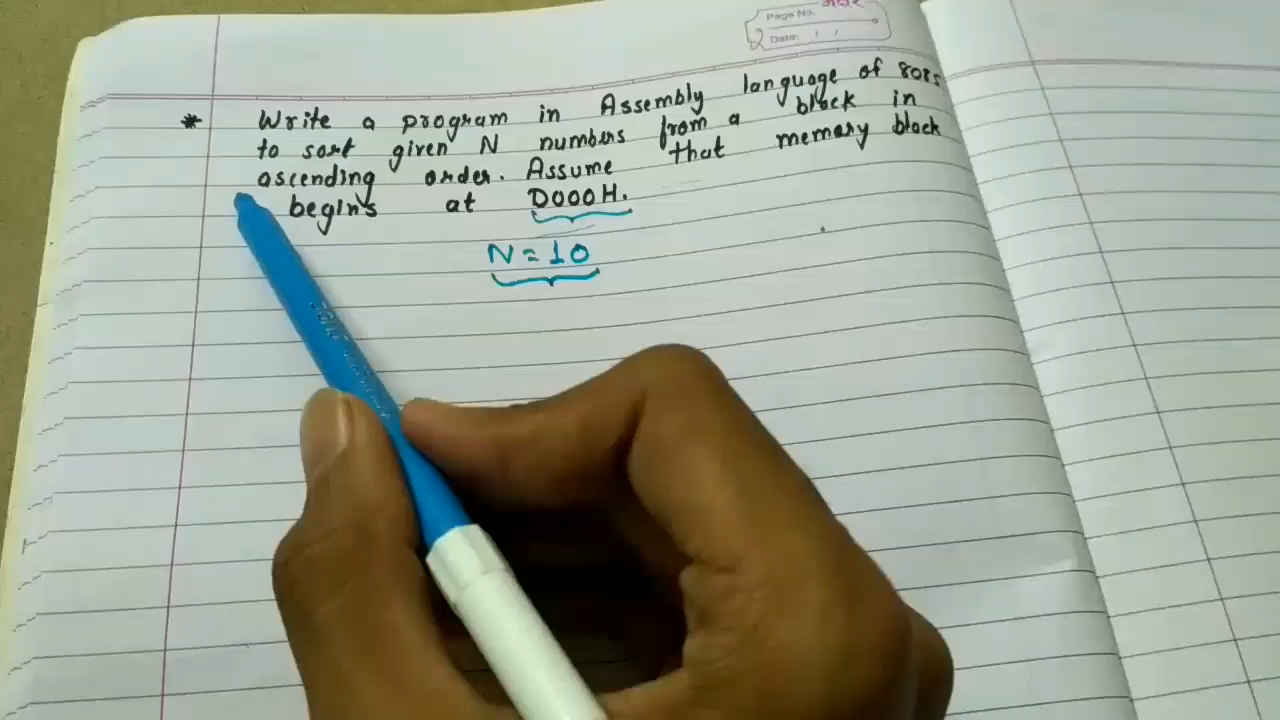 Page No.
Date: / /
* Write a program in Assembly language of 8085
to sort given N numbers from a block in
ascending order. Assume that memory block
begins at D000H.
N = 10